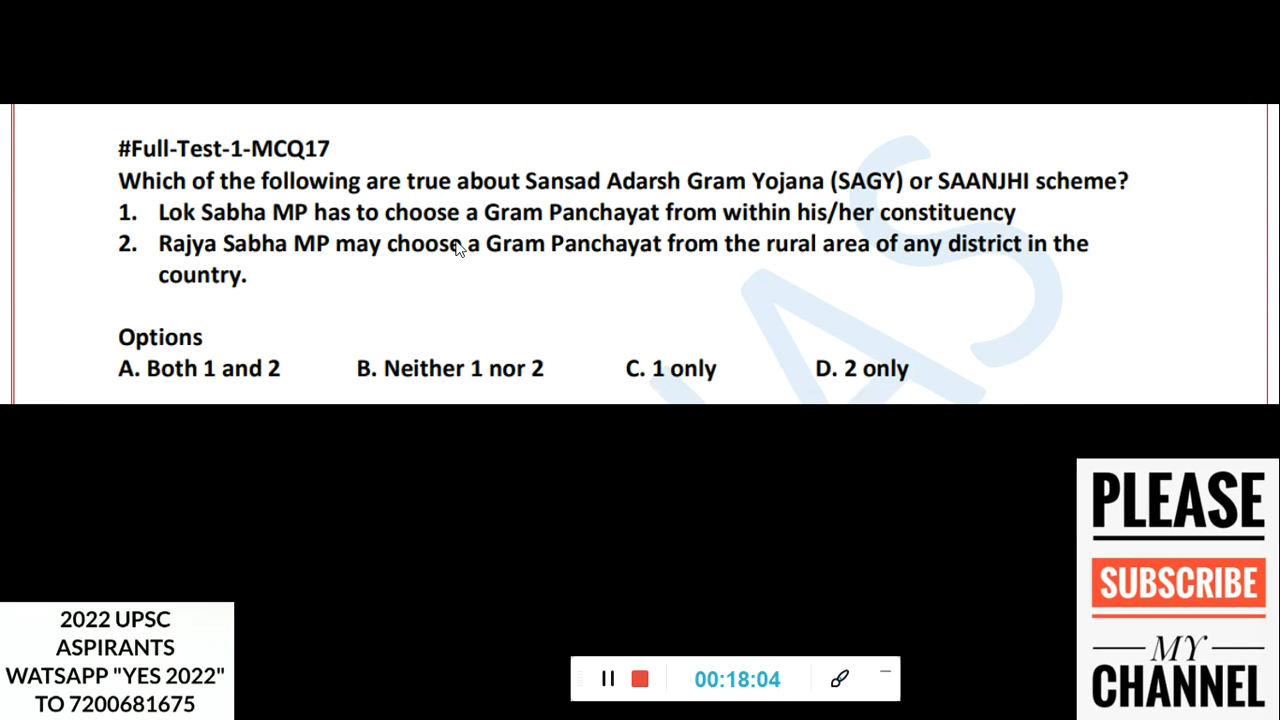 #Full-Test-1-MCQ17
Which of the following are true about Sansad Adarsh Gram Yojana (SAGY) or SAANJHI scheme?
1. Lok Sabha MP has to choose a Gram Panchayat from within his/her constituency
2. Rajya Sabha MP may choose a Gram Panchayat from the rural area of any district in the
country.
Options
A. Both 1 and 2 B. Neither 1 nor 2 C. 1 only D. 2 only
IAS
PLEASE
SUBSCRIBE
MY
CHANNEL
2022 UPSC
ASPIRANTS
WATSAPP "YES 2022"
TO 7200681675
00:18:04